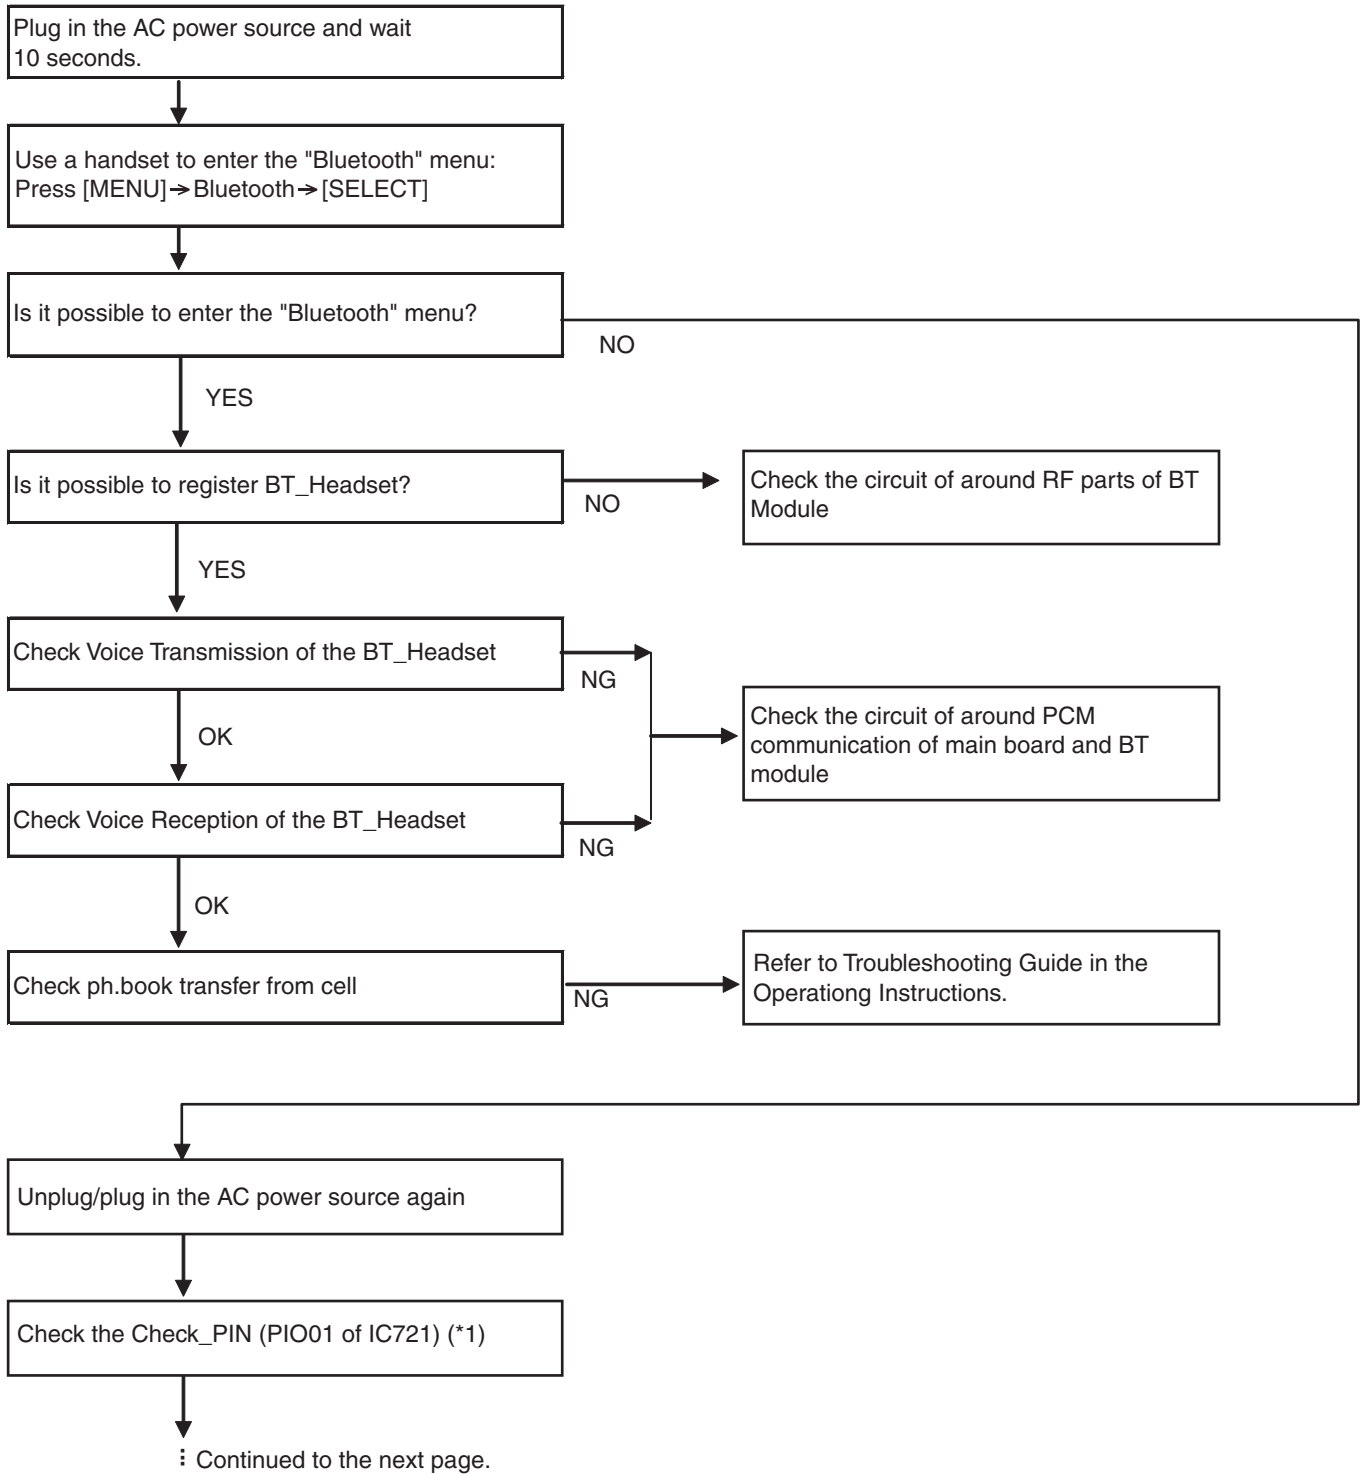 Plug in the AC power source and wait
10 seconds.
Use a handset to enter the "Bluetooth" menu:
Press [MENU]→Bluetooth→[SELECT]
Is it possible to enter the "Bluetooth" menu?
NO
YES
Is it possible to register BT_Headset?
NO
Check the circuit of around RF parts of BT
Module
YES
Check Voice Transmission of the BT_Headset
NG
OK
Check the circuit of around PCM
communication of main board and BT
module
Check Voice Reception of the BT_Headset
NG
OK
Check ph.book transfer from cell
NG
Refer to Troubleshooting Guide in the
Operationg Instructions.
Unplug/plug in the AC power source again
Check the Check_PIN (PIO01 of IC721) (*1)
Continued to the next page.